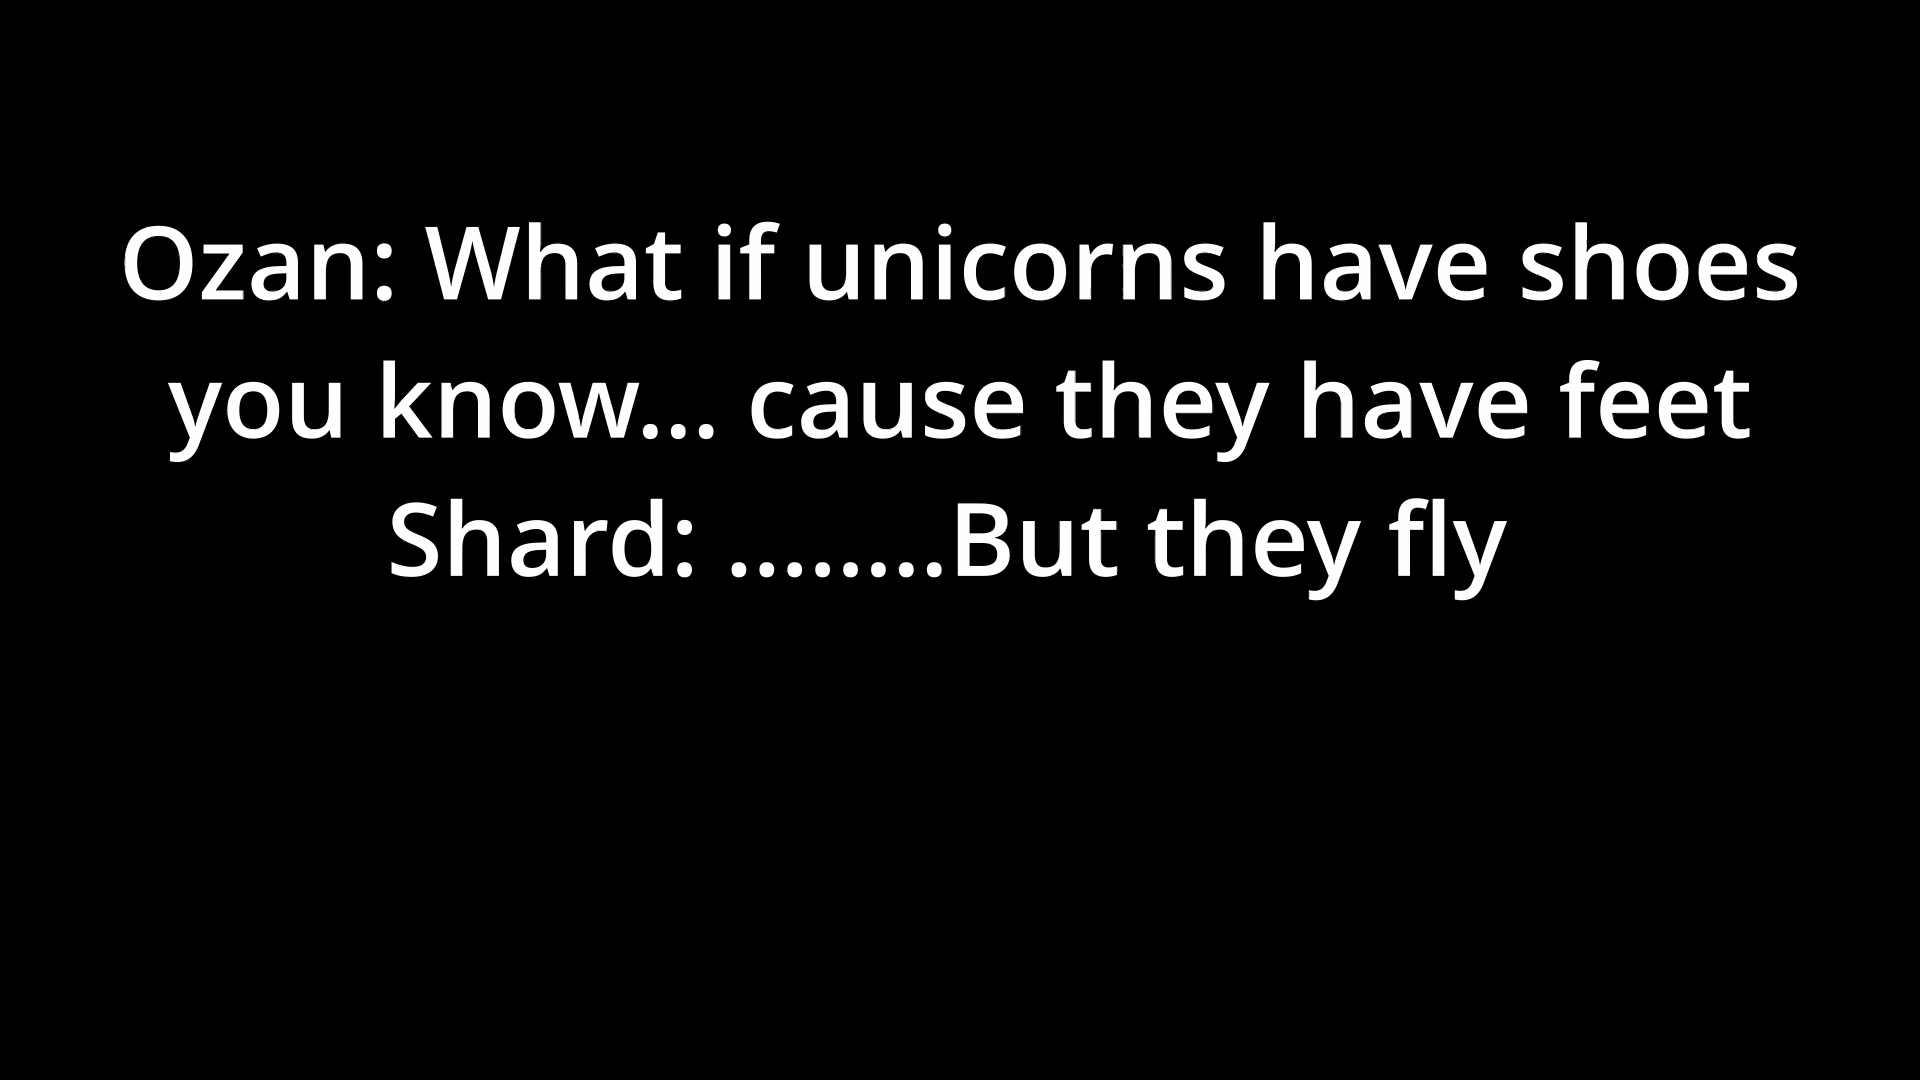 Ozan: What if unicorns have shoes
you know... cause they have feet
Shard: ........But they fly